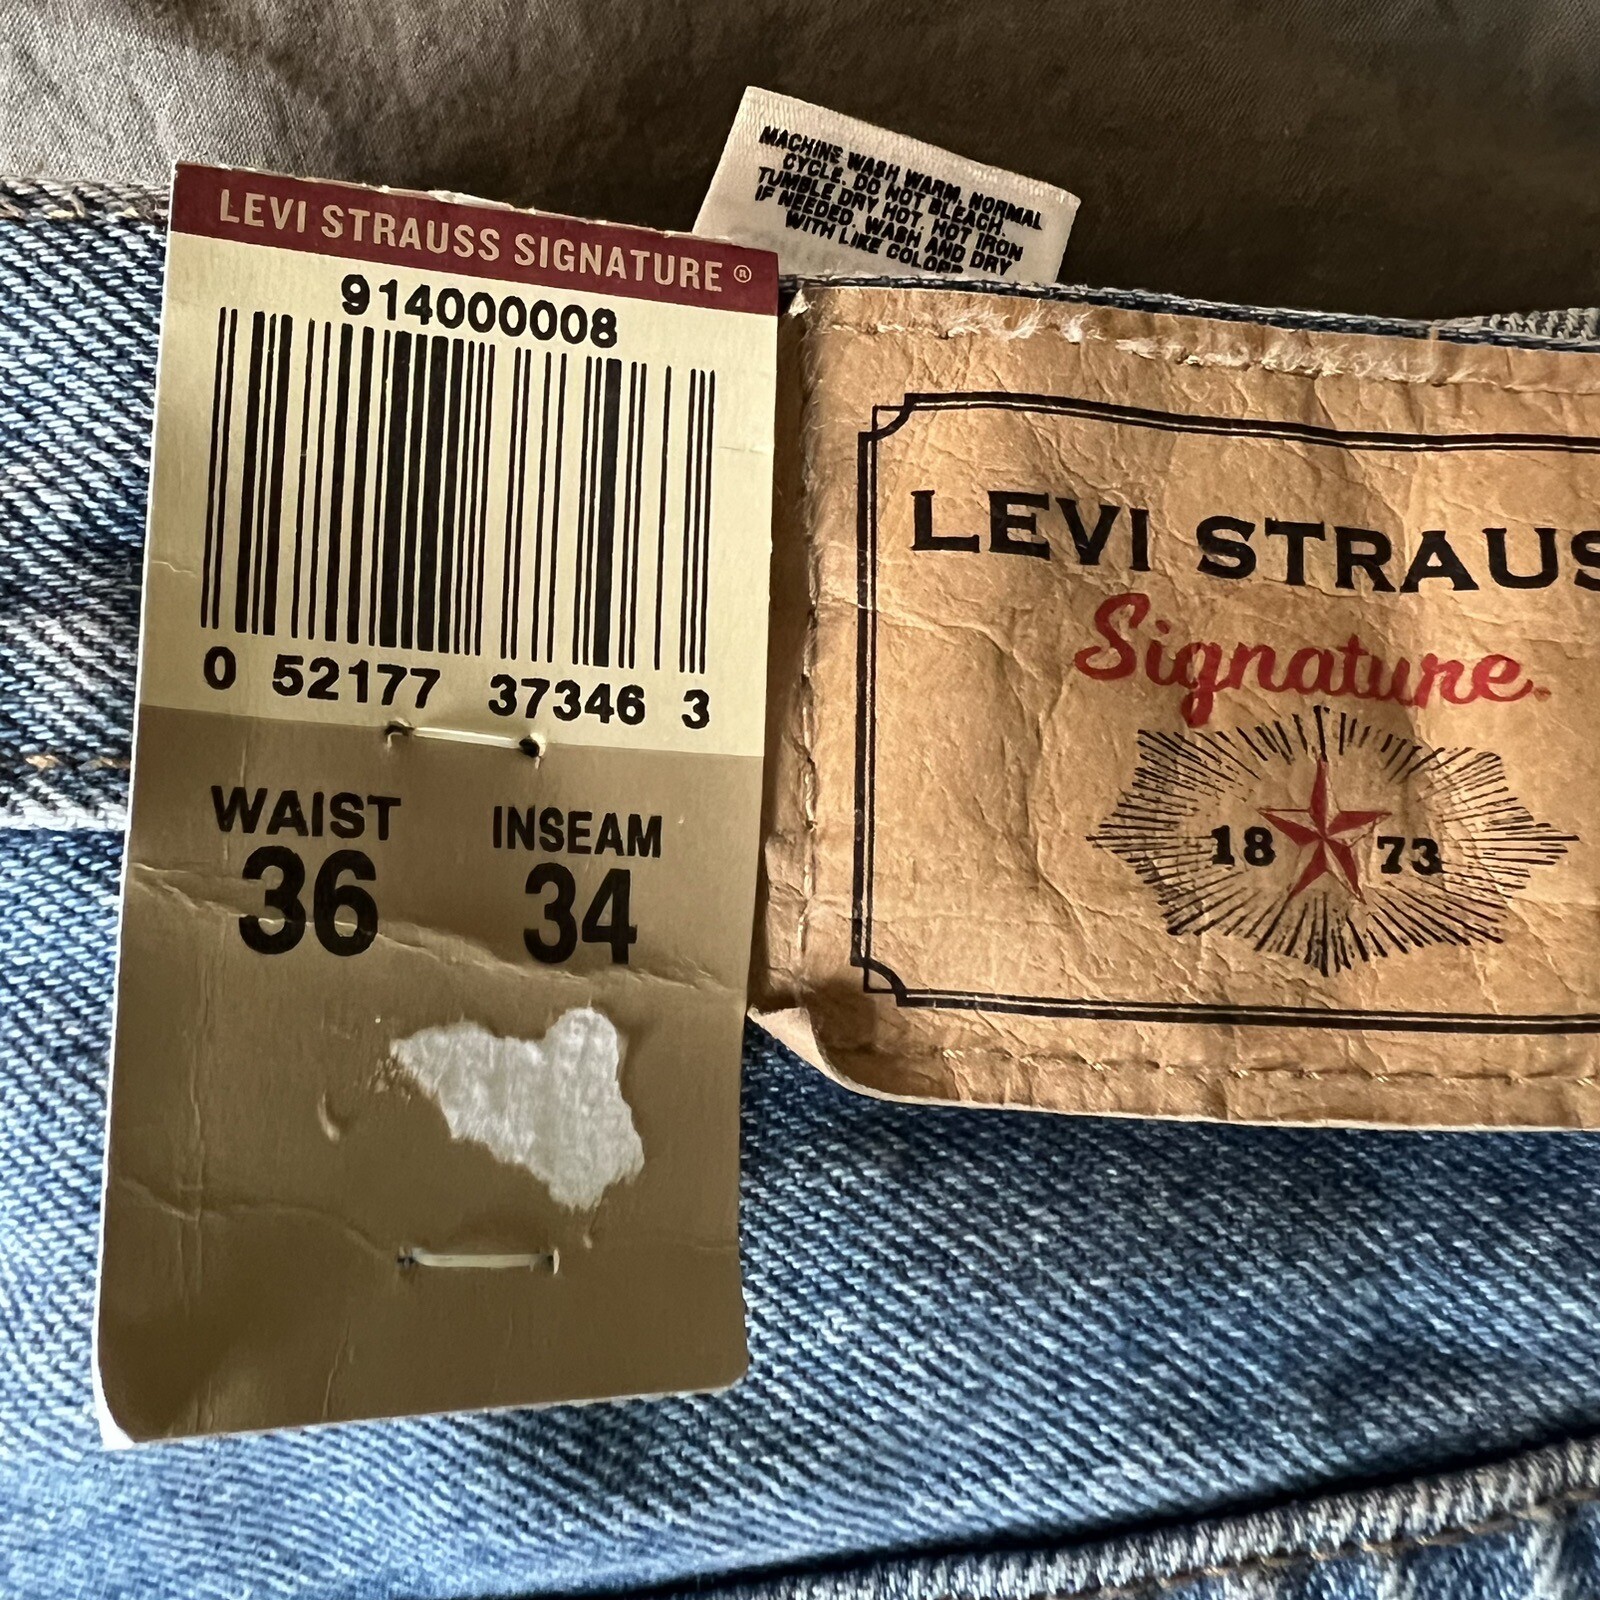 LEVI STRAUSS SIGNATURE ®
914000008
0 52177 37346 3
WAIST INSEAM
36 34
MACHINE WASH WARM, NORMAL
CYCLE. DO NOT BLEACH.
TUMBLE DRY HOT. HOT IRON
IF NEEDED. WASH AND DRY
WITH LIKE COLOR
LEVI STRAUS
Signature.
18 73